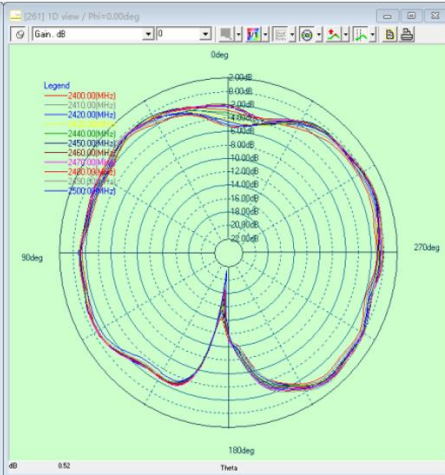 [261] 1D view / Phi=0.00deg
Gain. dB
0
0deg
Legend
2400.00(MHz)
2410.00(MHz)
2420.00(MHz)
2440.00(MHz)
2450.00(MHz)
2460.00(MHz)
2470.00(MHz)
2480.00(MHz)
2490.00(MHz)
2500.00(MHz)
2.00dB
0.00dB
2.00dB
4.00dB
6.00dB
8.00dB
10.00dB
12.00dB
14.00dB
16.00dB
18.00dB
20.00dB
22.00dB
90deg
270deg
180deg
dB
0.52
Theta